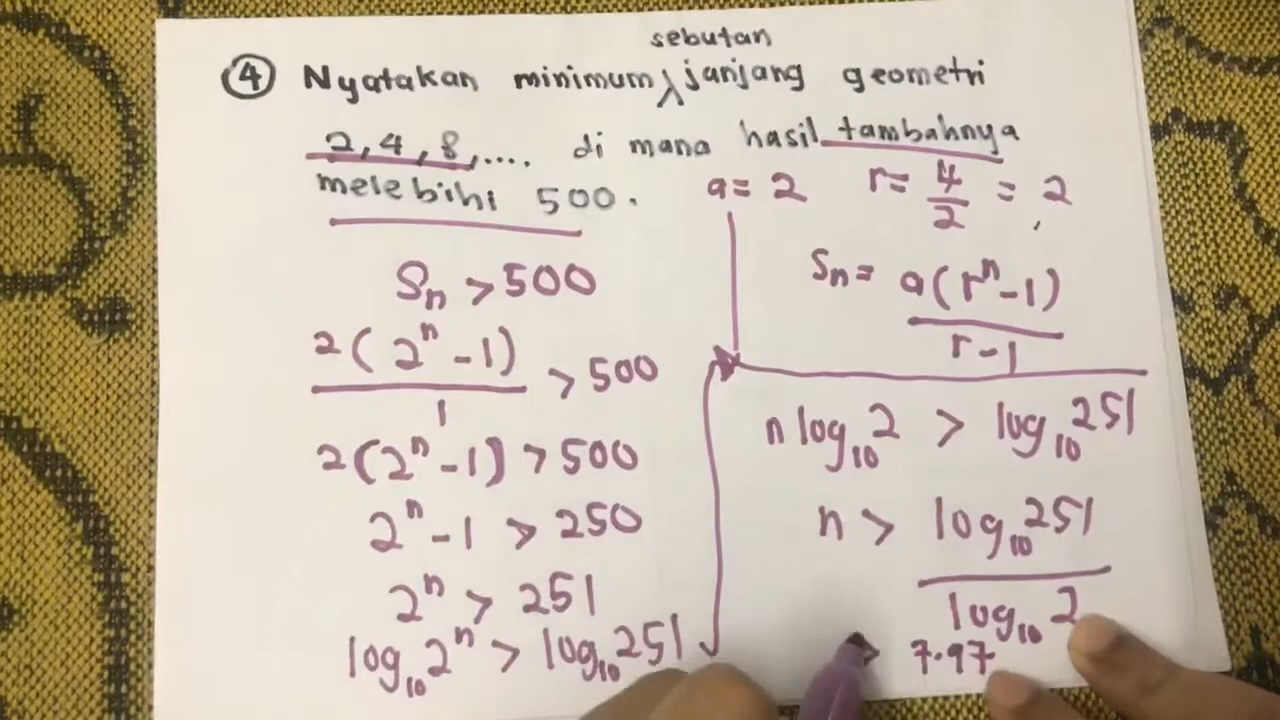 ④ Nyatakan minimum sebutan janjang geometri
2, 4, 8, .... di mana hasil tambahnya
melebihi 500.
a = 2 r = 4/2 = 2
Sn = a(r^n - 1) / r - 1
Sn > 500
2(2^n - 1) / 1 > 500
2(2^n - 1) > 500
2^n - 1 > 250
2^n > 251
log₁₀ 2^n > log₁₀ 251
n log₁₀ 2 > log₁₀ 251
n > log₁₀ 251 / log₁₀ 2
> 7.97